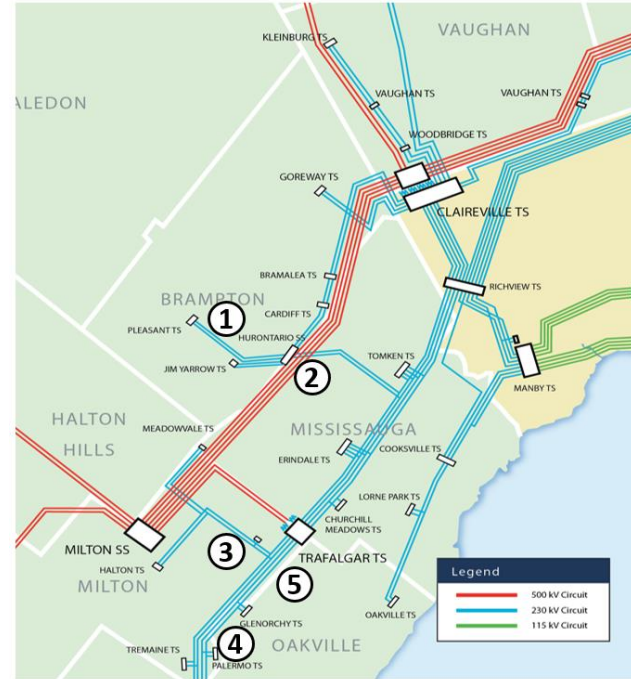 VAUGHAN
KLEINBURG TS
VAUGHAN TS
VAUGHAN TS
ALEDON
WOODBRIDGE TS
GOREWAY TS
CLAIREVILLE TS
BRAMALEA TS
RICHVIEW TS
BRAMPTON
1
CARDIFF TS
PLEASANT TS
HURONTARIO SS
TOMKEN TS
JIM YARROW TS
2
MANBY TS
HALTON
HILLS
MEADOWVALE TS
MISSISSAUGA
COOKSVILLE TS
ERINDALE TS
LORNE PARK TS
CHURCHILL
MEADOWS TS
MILTON SS
3
TRAFALGAR TS
HALTON TS
MILTON
5
OAKVILLE TS
GLENORCHY TS
4
OAKVILLE
TREMAINE TS
PALERMO TS
Legend
500 kV Circuit
230 kV Circuit
115 kV Circuit